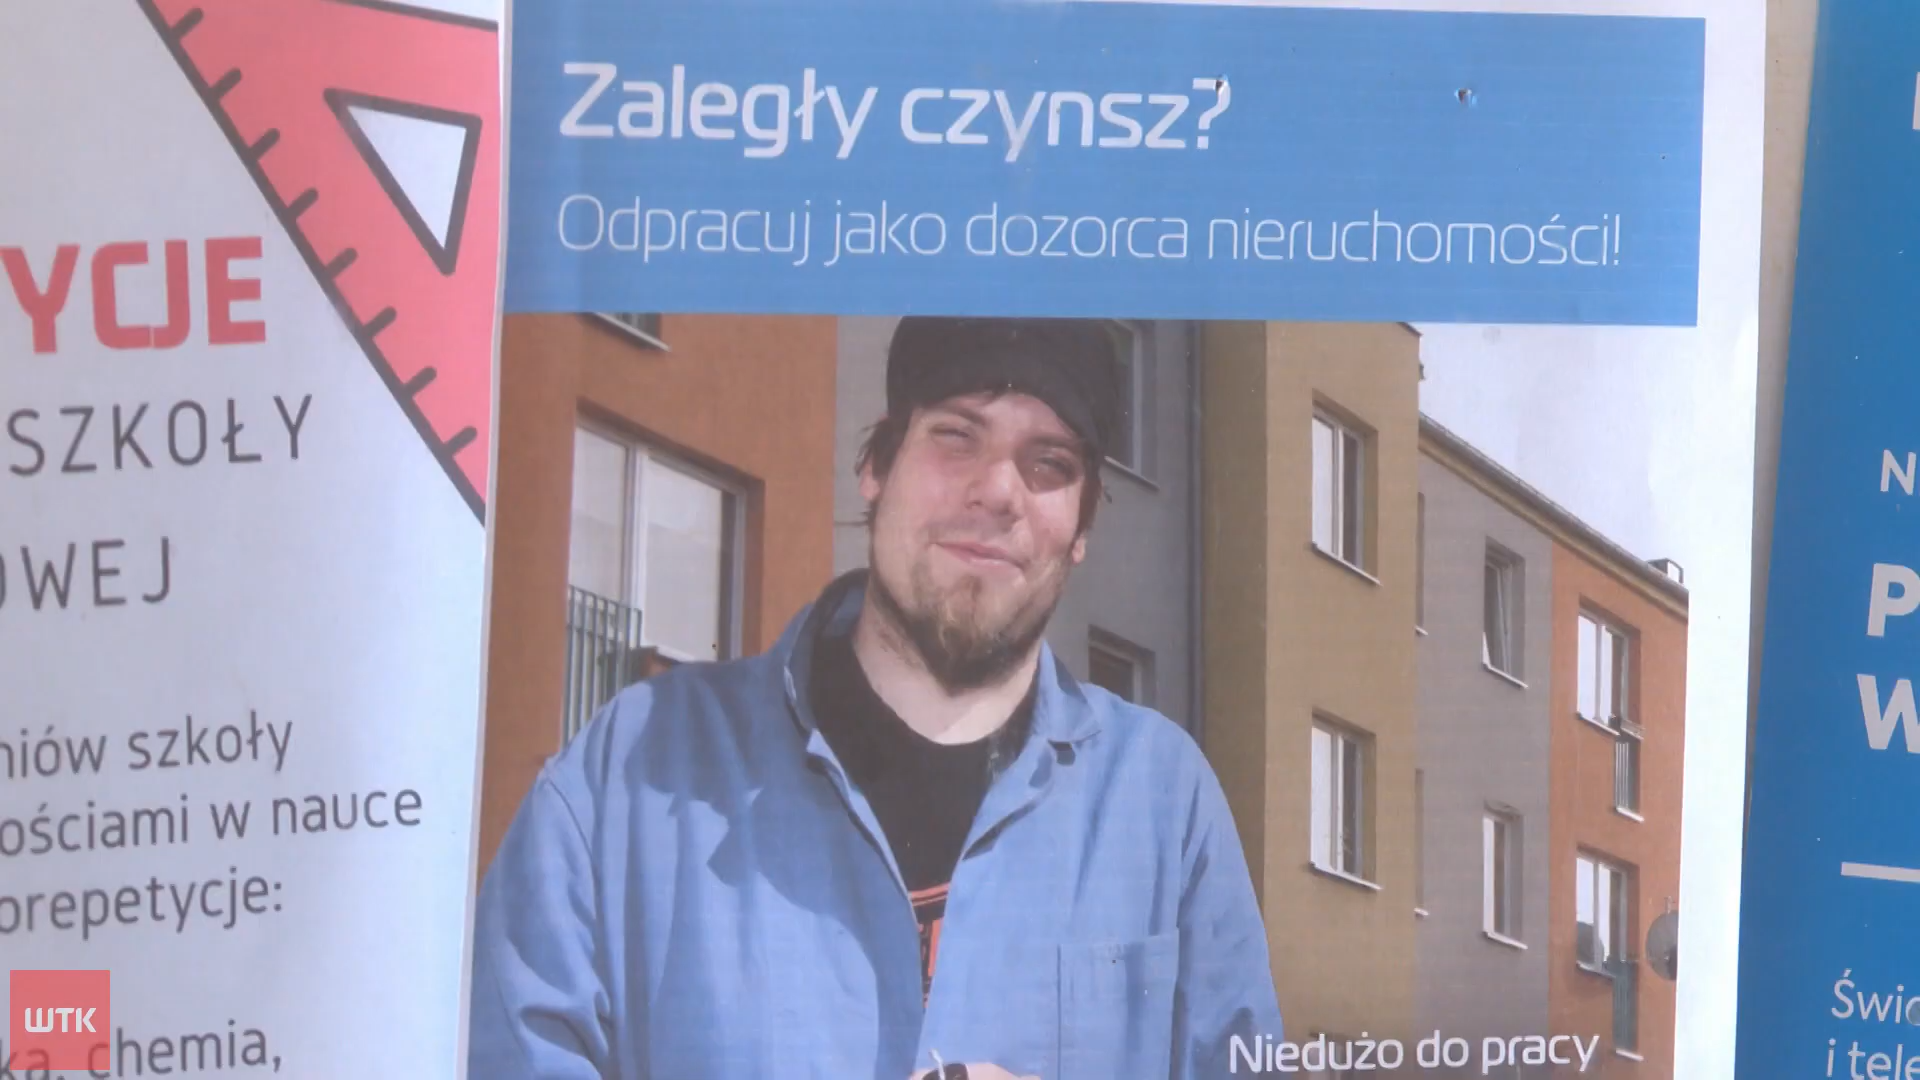 YCJE
SZKOŁY
OWEJ
niów szkoły
ościami w nauce
orepetycje:
chemia,
WTK
Zaległy czynsz?
Odpracuj jako dozorca nieruchomości!
Niedużo do pracy
Świa
i tele